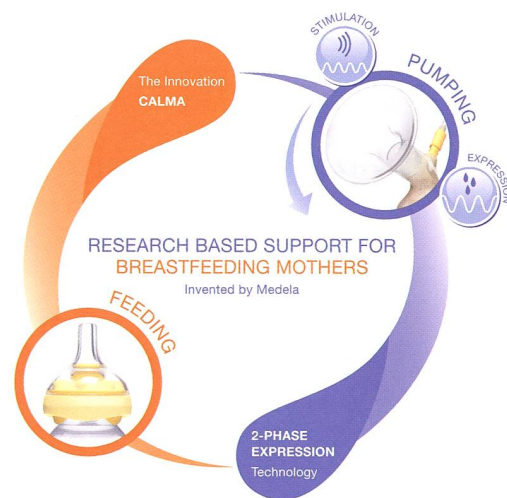 The Innovation
CALMA
STIMULATION
PUMPING
EXPRESSION
RESEARCH BASED SUPPORT FOR
BREASTFEEDING MOTHERS
Invented by Medela
FEEDING
2-PHASE
EXPRESSION
Technology